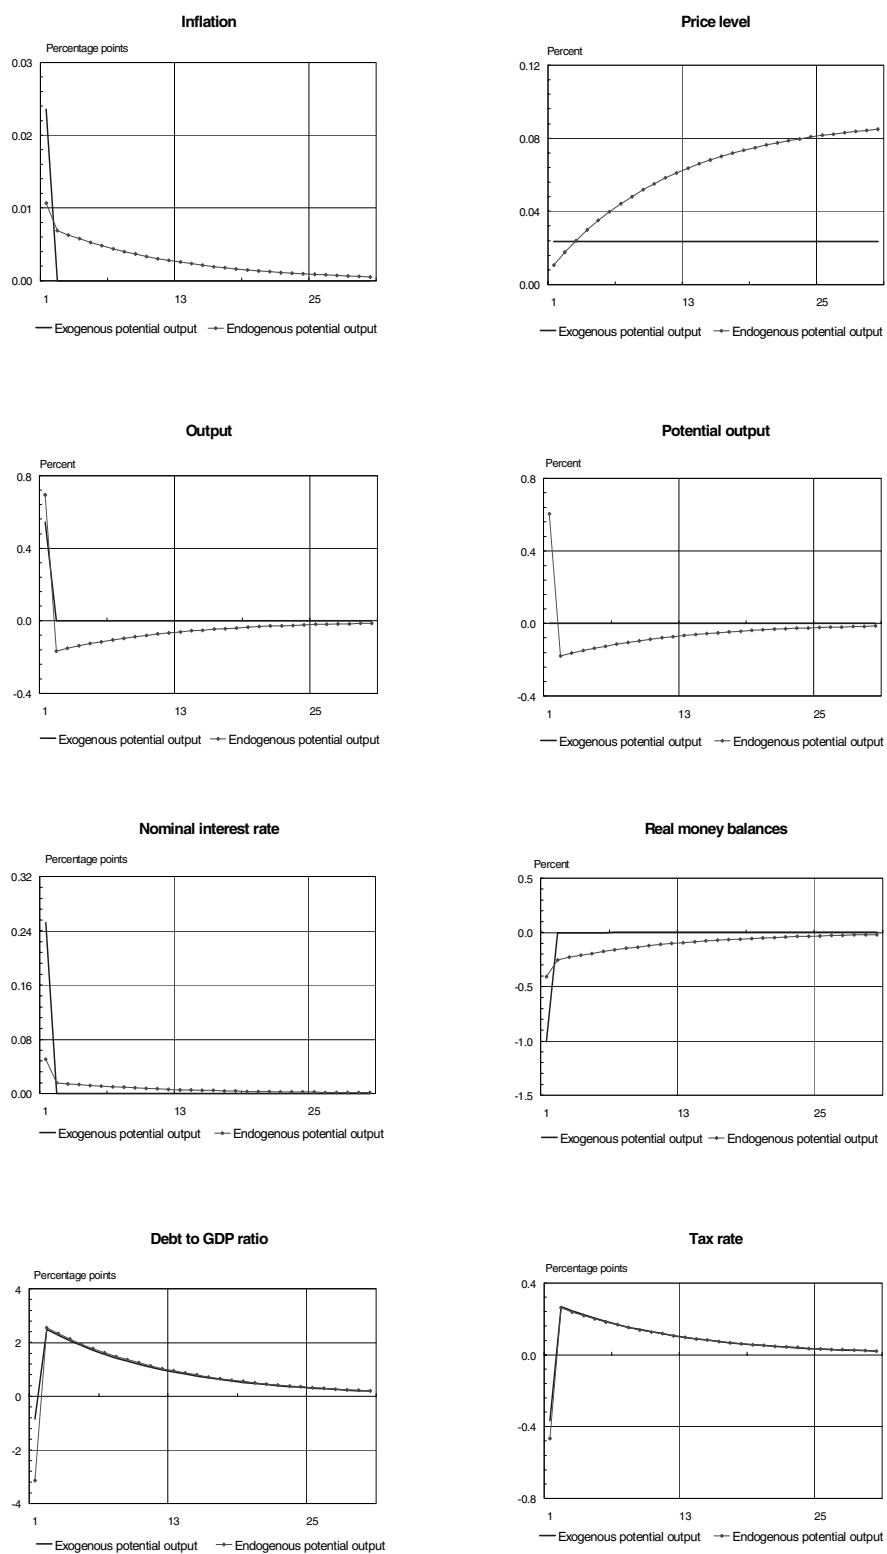 Inflation
Percentage points
0.03
0.02
0.01
0.00
1 13 25
Exogenous potential output Endogenous potential output
Price level
Percent
0.12
0.08
0.04
0.00
1 13 25
Exogenous potential output Endogenous potential output
Output
Percent
0.8
0.4
0.0
-0.4
1 13 25
Exogenous potential output Endogenous potential output
Potential output
Percent
0.8
0.4
0.0
-0.4
1 13 25
Exogenous potential output Endogenous potential output
Nominal interest rate
Percentage points
0.32
0.24
0.16
0.08
0.00
1 13 25
Exogenous potential output Endogenous potential output
Real money balances
Percent
0.5
0.0
-0.5
-1.0
-1.5
1 13 25
Exogenous potential output Endogenous potential output
Debt to GDP ratio
Percentage points
4
2
0
-2
-4
1 13 25
Exogenous potential output Endogenous potential output
Tax rate
Percentage points
0.4
0.0
-0.4
-0.8
1 13 25
Exogenous potential output Endogenous potential output